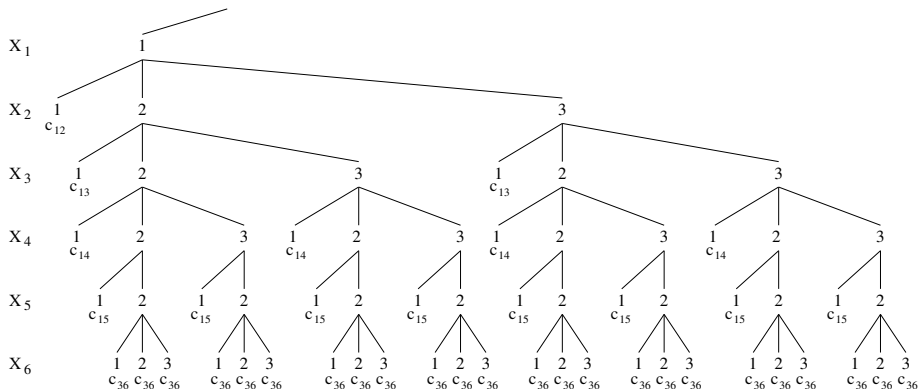 X1 1
X2 1 2 3
c12
X3 1 2 3 1 2 3
c13 c13
X4 1 2 3 1 2 3 1 2 3 1 2 3
c14 c14 c14 c14
X5 1 2 1 2 1 2 1 2 1 2 1 2 1 2 1 2
c15 c15 c15 c15 c15 c15 c15 c15
X6 1 2 3 1 2 3 1 2 3 1 2 3 1 2 3 1 2 3 1 2 3 1 2 3
c36 c36 c36 c36 c36 c36 c36 c36 c36 c36 c36 c36 c36 c36 c36 c36 c36 c36 c36 c36 c36 c36 c36 c36